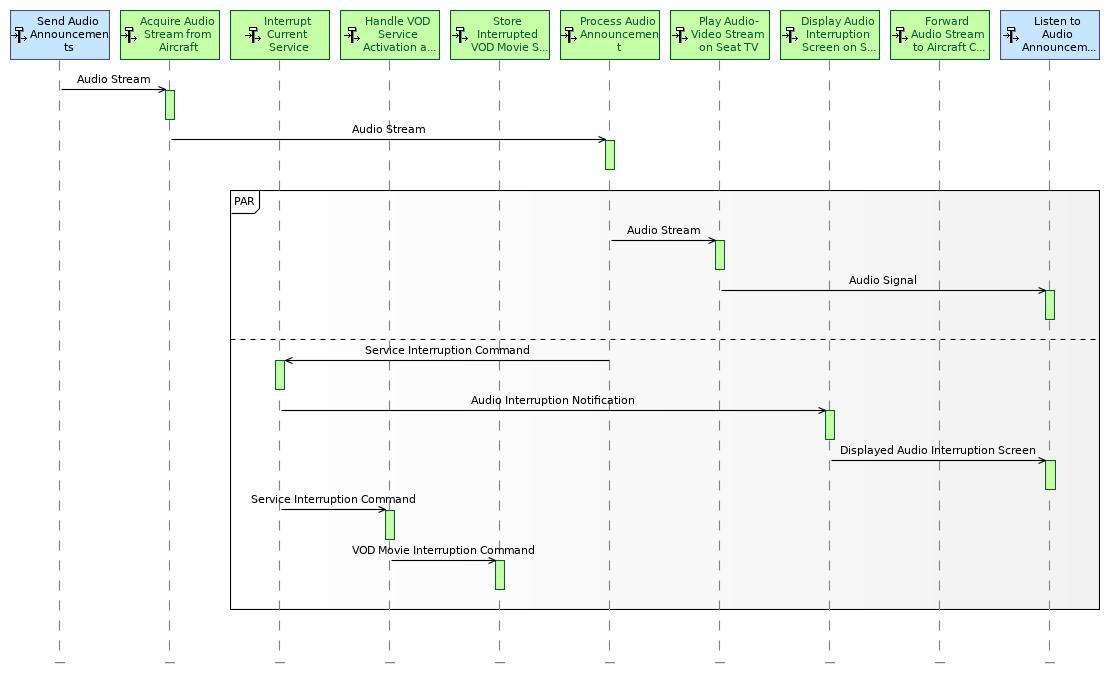 Send Audio
Announcemen
ts
Acquire Audio
Stream from
Aircraft
Interrupt
Current
Service
Handle VOD
Service
Activation a...
Store
Interrupted
VOD Movie S...
Process Audio
Announcemen
t
Play Audio-
Video Stream
on Seat TV
Display Audio
Interruption
Screen on S...
Forward
Audio Stream
to Aircraft C...
Listen to
Audio
Announcem...
Audio Stream
Audio Stream
PAR
Audio Stream
Audio Signal
Service Interruption Command
Audio Interruption Notification
Displayed Audio Interruption Screen
Service Interruption Command
VOD Movie Interruption Command